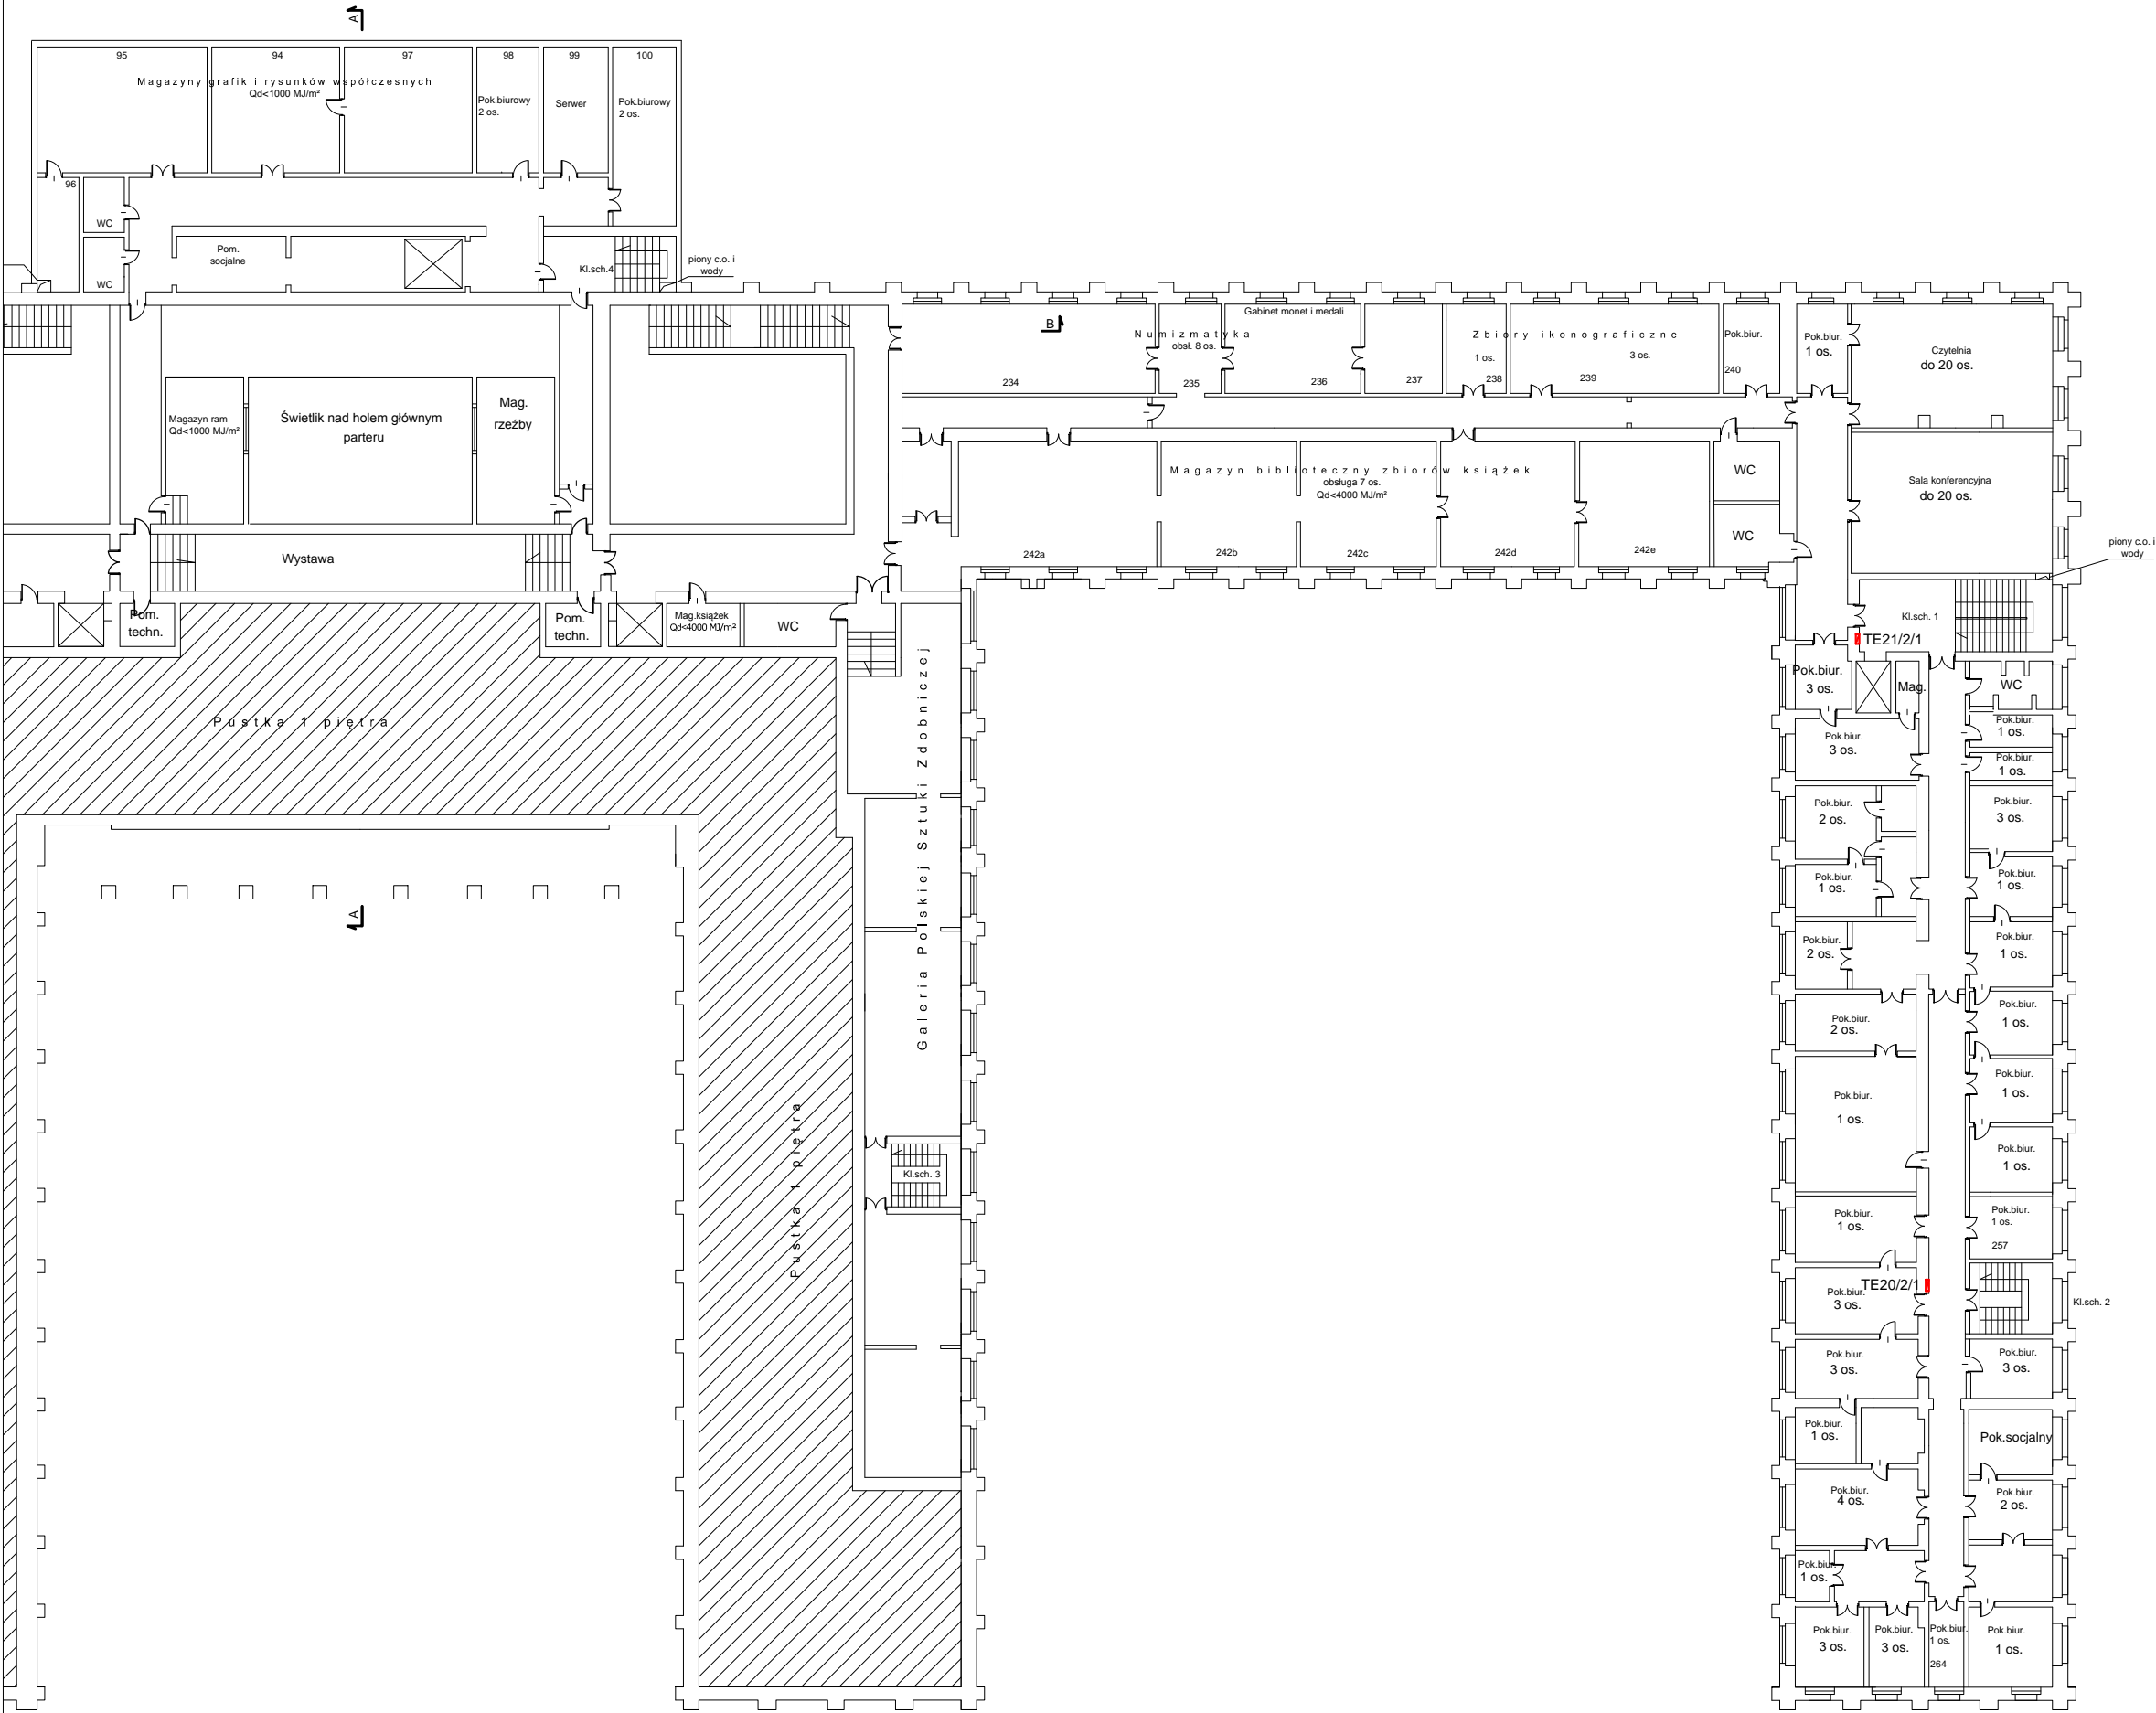 A
95
94
97
98
99
100
Magazyny grafik i rysunków współczesnych
Qd<1000 MJ/m²
Pok.biurowy
2 os.
Serwer
Pok.biurowy
2 os.
96
WC
WC
Pom.
socjalne
Kl.sch.4
piony c.o. i
wody
B
Numizmatyka
obsł. 8 os.
Gabinet monet i medali
Zbiory ikonograficzne
1 os.
3 os.
234
235
236
237
238
239
Pok.biur.
240
Pok.biur.
1 os.
Czytelnia
do 20 os.
Magazyn ram
Qd<1000 MJ/m²
Świetlik nad holem głównym
parteru
Mag.
rzeźby
Magazyn biblioteczny zbiorów książek
obsługa 7 os.
Qd<4000 MJ/m²
WC
WC
Sala konferencyjna
do 20 os.
242a
242b
242c
242d
242e
Wystawa
piony c.o. i
wody
Pom.
techn.
Pom.
techn.
Mag.książek
Qd<4000 MJ/m²
WC
Kl.sch. 1
TE21/2/1
Pok.biur.
3 os.
Mag.
WC
Pustka 1 piętra
Galeria Polskiej Sztuki Zdobniczej
Pok.biur.
1 os.
Pok.biur.
3 os.
Pok.biur.
1 os.
Pok.biur.
2 os.
Pok.biur.
3 os.
Pok.biur.
1 os.
Pok.biur.
1 os.
A
Pok.biur.
2 os.
Pok.biur.
1 os.
Pok.biur.
2 os.
Pok.biur.
1 os.
Pok.biur.
1 os.
Pok.biur.
1 os.
Pustka 1 piętra
Pok.biur.
1 os.
Kl.sch. 3
Pok.biur.
1 os.
Pok.biur.
1 os.
257
TE20/2/1
Pok.biur.
3 os.
Kl.sch. 2
Pok.biur.
3 os.
Pok.biur.
3 os.
Pok.biur.
1 os.
Pok.socjalny
Pok.biur.
4 os.
Pok.biur.
2 os.
Pok.biur.
1 os.
Pok.biur.
3 os.
Pok.biur.
3 os.
Pok.biur.
1 os.
264
Pok.biur.
1 os.